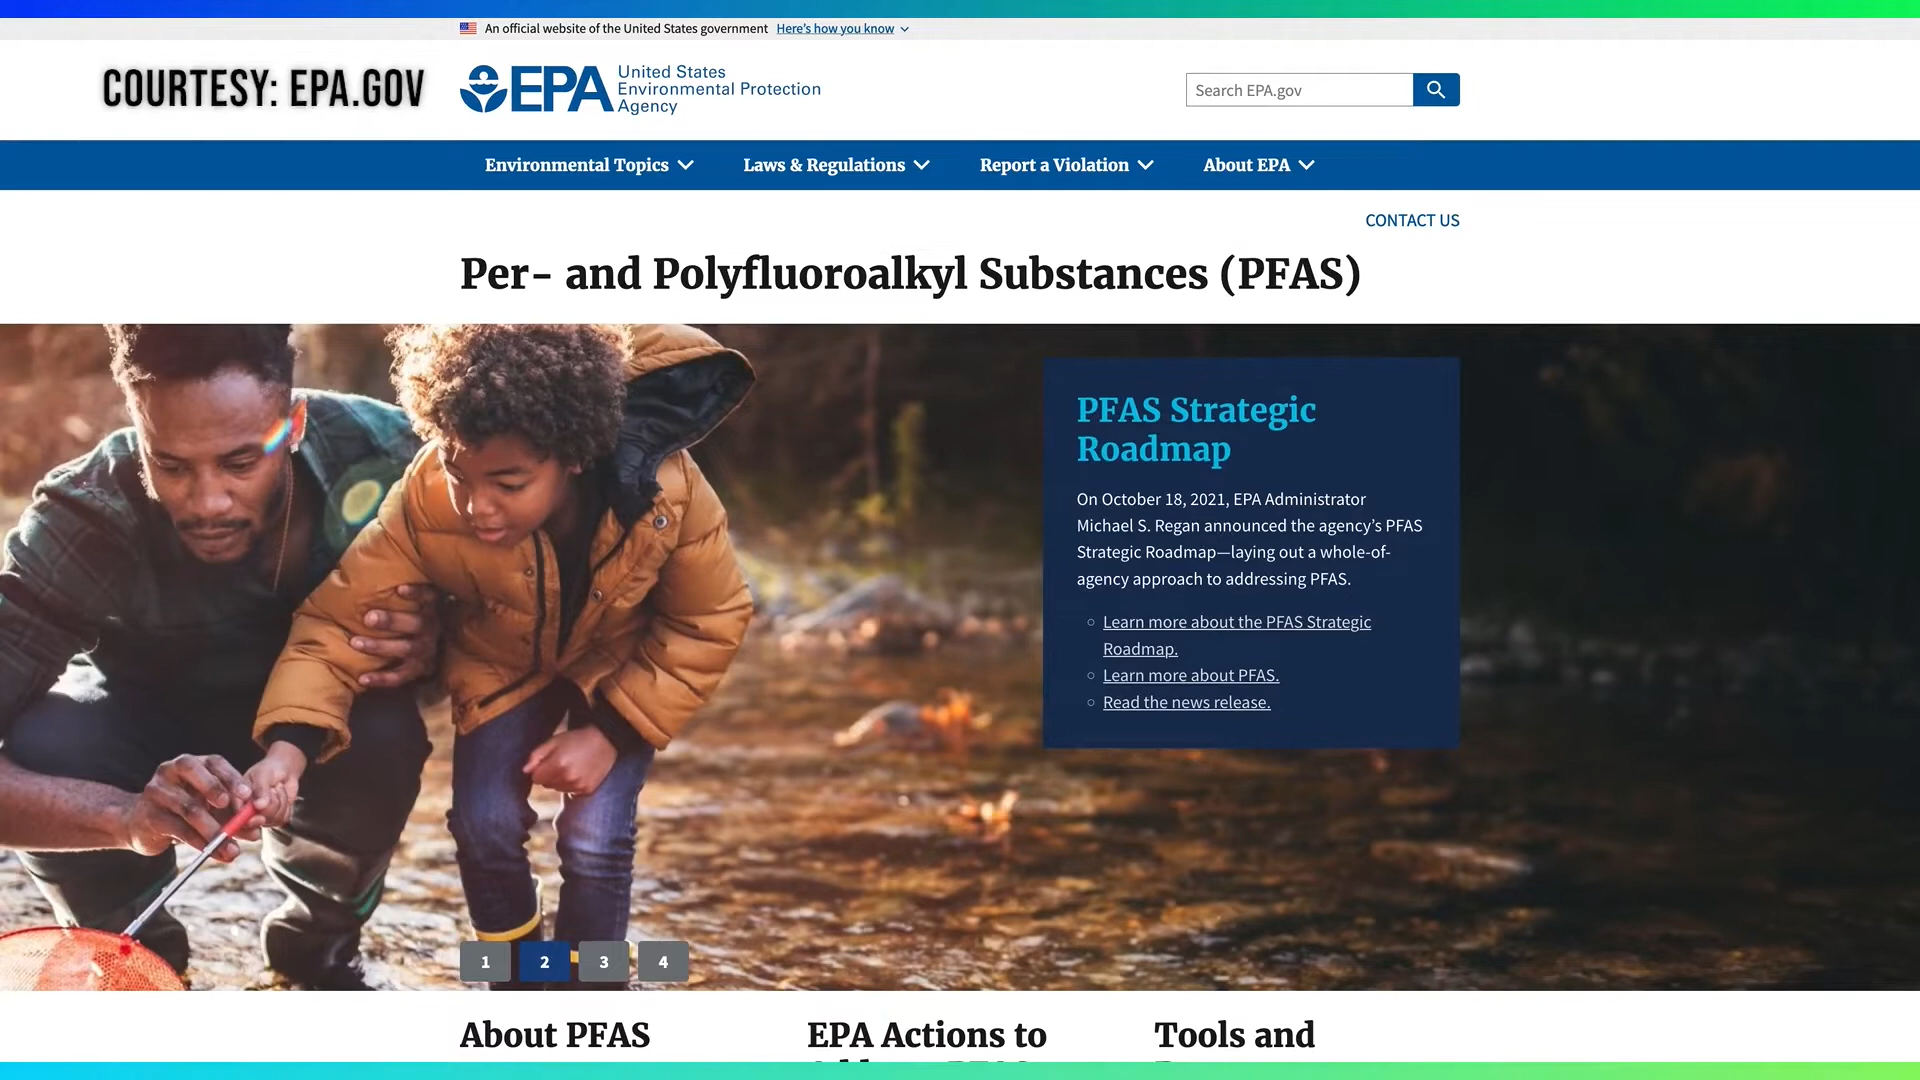 An official website of the United States government Here's how you know
COURTESY: EPA.GOV
EPA
United States
Environmental Protection
Agency
Search EPA.gov
Environmental Topics
Laws & Regulations
Report a Violation
About EPA
CONTACT US
Per- and Polyfluoroalkyl Substances (PFAS)
PFAS Strategic
Roadmap
On October 18, 2021, EPA Administrator
Michael S. Regan announced the agency's PFAS
Strategic Roadmap—laying out a whole-of-
agency approach to addressing PFAS.
Learn more about the PFAS Strategic
Roadmap.
Learn more about PFAS.
Read the news release.
1 2 3 4
About PFAS
EPA Actions to
Tools and